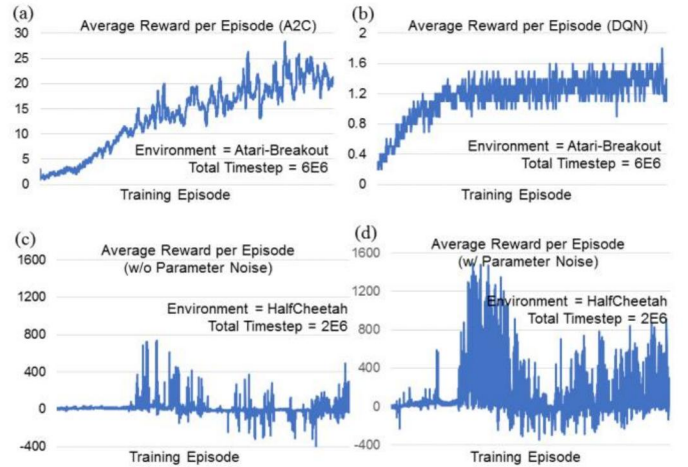 (a)
Average Reward per Episode (A2C)
30
25
20
15
10
5
0
Environment = Atari-Breakout
Total Timestep = 6E6
Training Episode
(b)
Average Reward per Episode (DQN)
2
1.6
1.2
0.8
0.4
0
Environment = Atari-Breakout
Total Timestep = 6E6
Training Episode
(c)
Average Reward per Episode
(w/o Parameter Noise)
1600
1200
800
400
0
-400
Environment = HalfCheetah
Total Timestep = 2E6
Training Episode
(d)
Average Reward per Episode
(w/ Parameter Noise)
1600
1200
800
400
0
-400
Environment = HalfCheetah
Total Timestep = 2E6
Training Episode